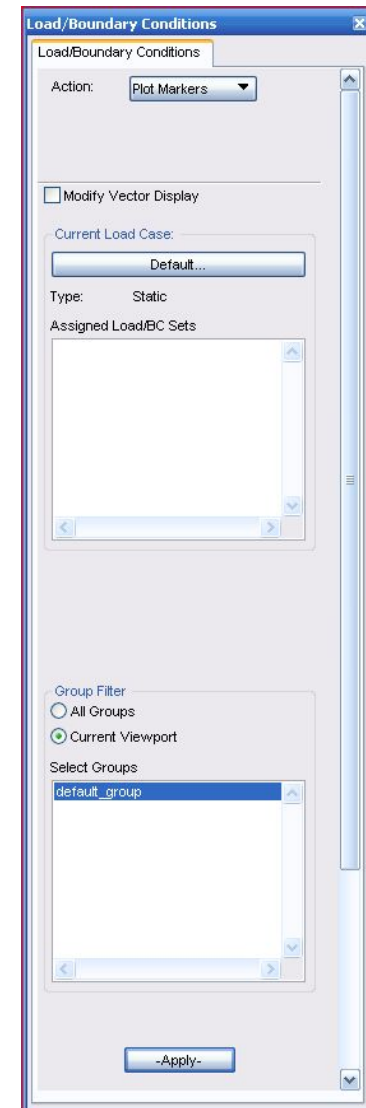 Load/Boundary Conditions
Load/Boundary Conditions
Action: Plot Markers
Modify Vector Display
Current Load Case:
Default...
Type: Static
Assigned Load/BC Sets
Group Filter
All Groups
Current Viewport
Select Groups
default_group
-Apply-